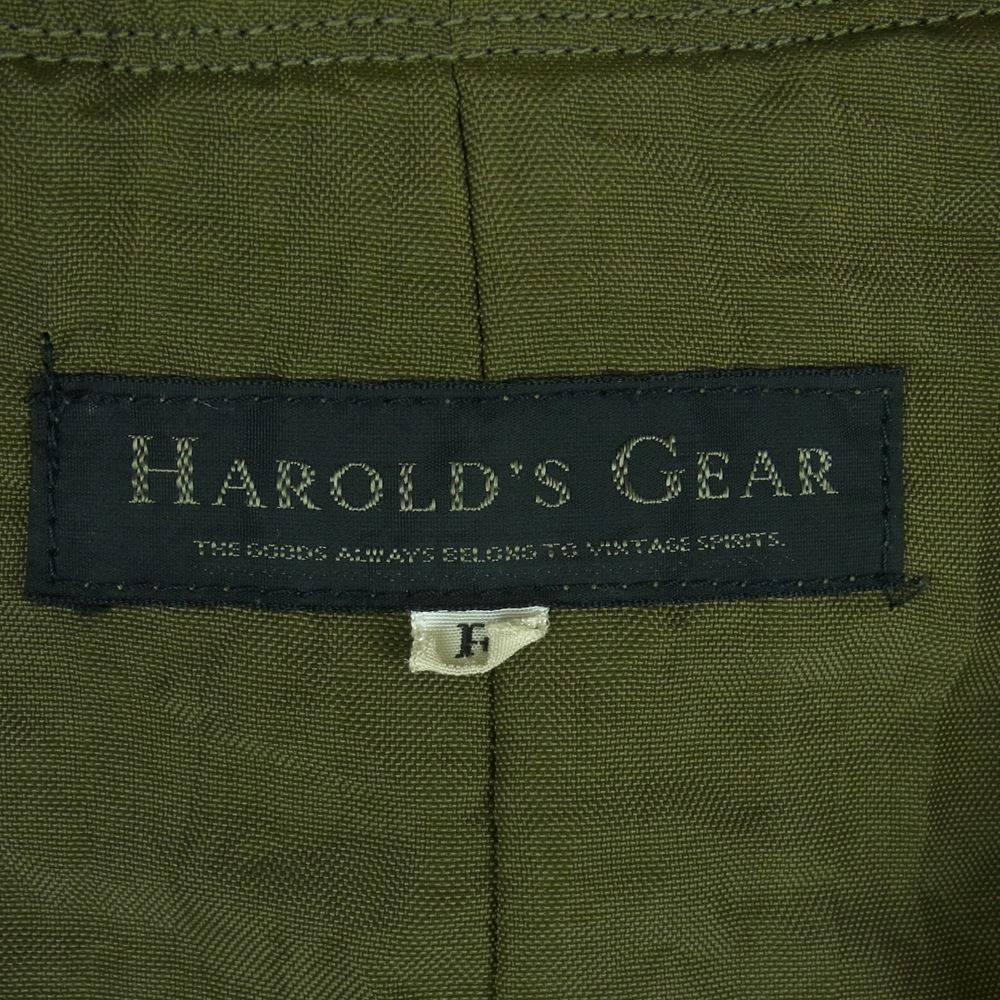 HAROLD'S GEAR
THE GOODS ALWAYS BELONG TO VINTAGE SPIRITS.
F